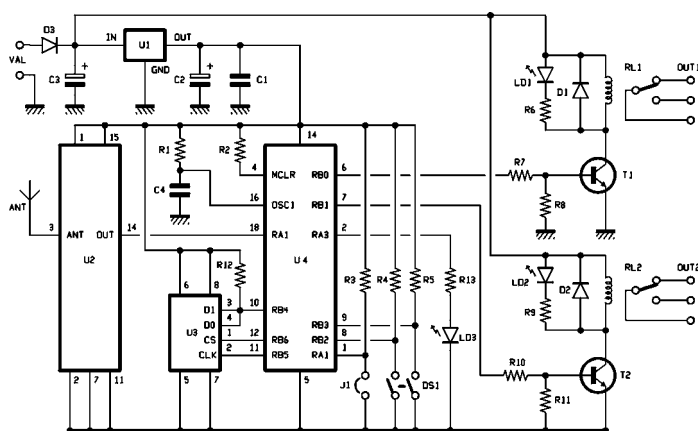 D3
IN
U1
OUT
GND
VAL
C3
C2
C1
LD1
D1
R6
RL1
OUT1
1
15
R1
R2
14
4
MCLR
RB0
6
R7
T1
R8
C4
16
OSC1
RB1
7
ANT
3
ANT
OUT
14
18
RA1
RA3
2
U2
U4
R12
R3
R4
R5
R13
LD2
D2
R9
RL2
OUT2
6
8
D1
3
10
RB4
D0
4
U3
CS
1
12
RB6
CLK
2
11
RB5
RB3
9
RB2
8
RA1
1
LD3
R10
T2
R11
2
7
11
5
7
5
J1
DS1